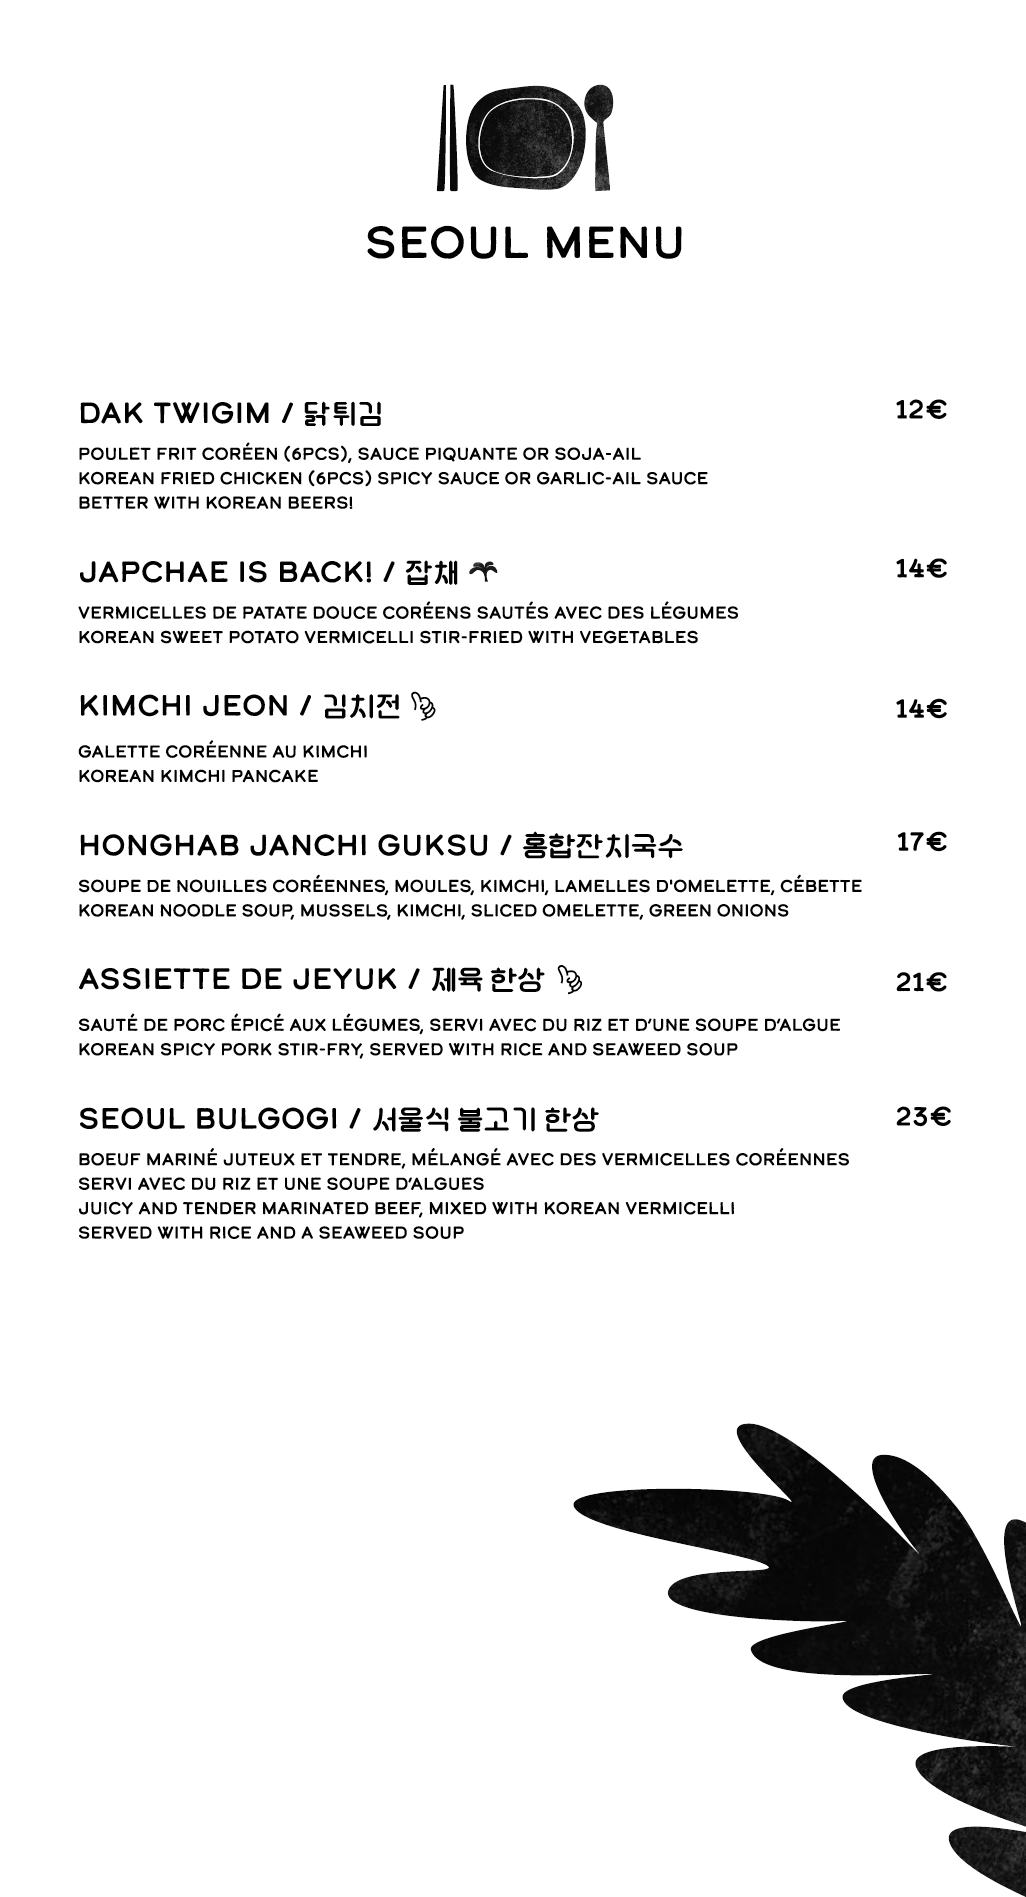 SEOUL MENU
DAK TWIGIM / 닭튀김 12€
POULET FRIT CORÉEN (6PCS), SAUCE PIQUANTE OR SOJA-AIL
KOREAN FRIED CHICKEN (6PCS) SPICY SAUCE OR GARLIC-AIL SAUCE
BETTER WITH KOREAN BEERS!
JAPCHAE IS BACK! / 잡채 14€
VERMICELLES DE PATATE DOUCE CORÉENS SAUTÉS AVEC DES LÉGUMES
KOREAN SWEET POTATO VERMICELLI STIR-FRIED WITH VEGETABLES
KIMCHI JEON / 김치전 14€
GALETTE CORÉENNE AU KIMCHI
KOREAN KIMCHI PANCAKE
HONGHAB JANCHI GUKSU / 홍합잔치국수 17€
SOUPE DE NOUILLES CORÉENNES, MOULES, KIMCHI, LAMELLES D'OMELETTE, CÉBETTE
KOREAN NOODLE SOUP, MUSSELS, KIMCHI, SLICED OMELETTE, GREEN ONIONS
ASSIETTE DE JEYUK / 제육 한상 21€
SAUTÉ DE PORC ÉPICÉ AUX LÉGUMES, SERVI AVEC DU RIZ ET D’UNE SOUPE D’ALGUE
KOREAN SPICY PORK STIR-FRY, SERVED WITH RICE AND SEAWEED SOUP
SEOUL BULGOGI / 서울식 불고기 한상 23€
BOEUF MARINÉ JUTEUX ET TENDRE, MÉLANGÉ AVEC DES VERMICELLES CORÉENNES
SERVI AVEC DU RIZ ET UNE SOUPE D’ALGUES
JUICY AND TENDER MARINATED BEEF, MIXED WITH KOREAN VERMICELLI
SERVED WITH RICE AND A SEAWEED SOUP